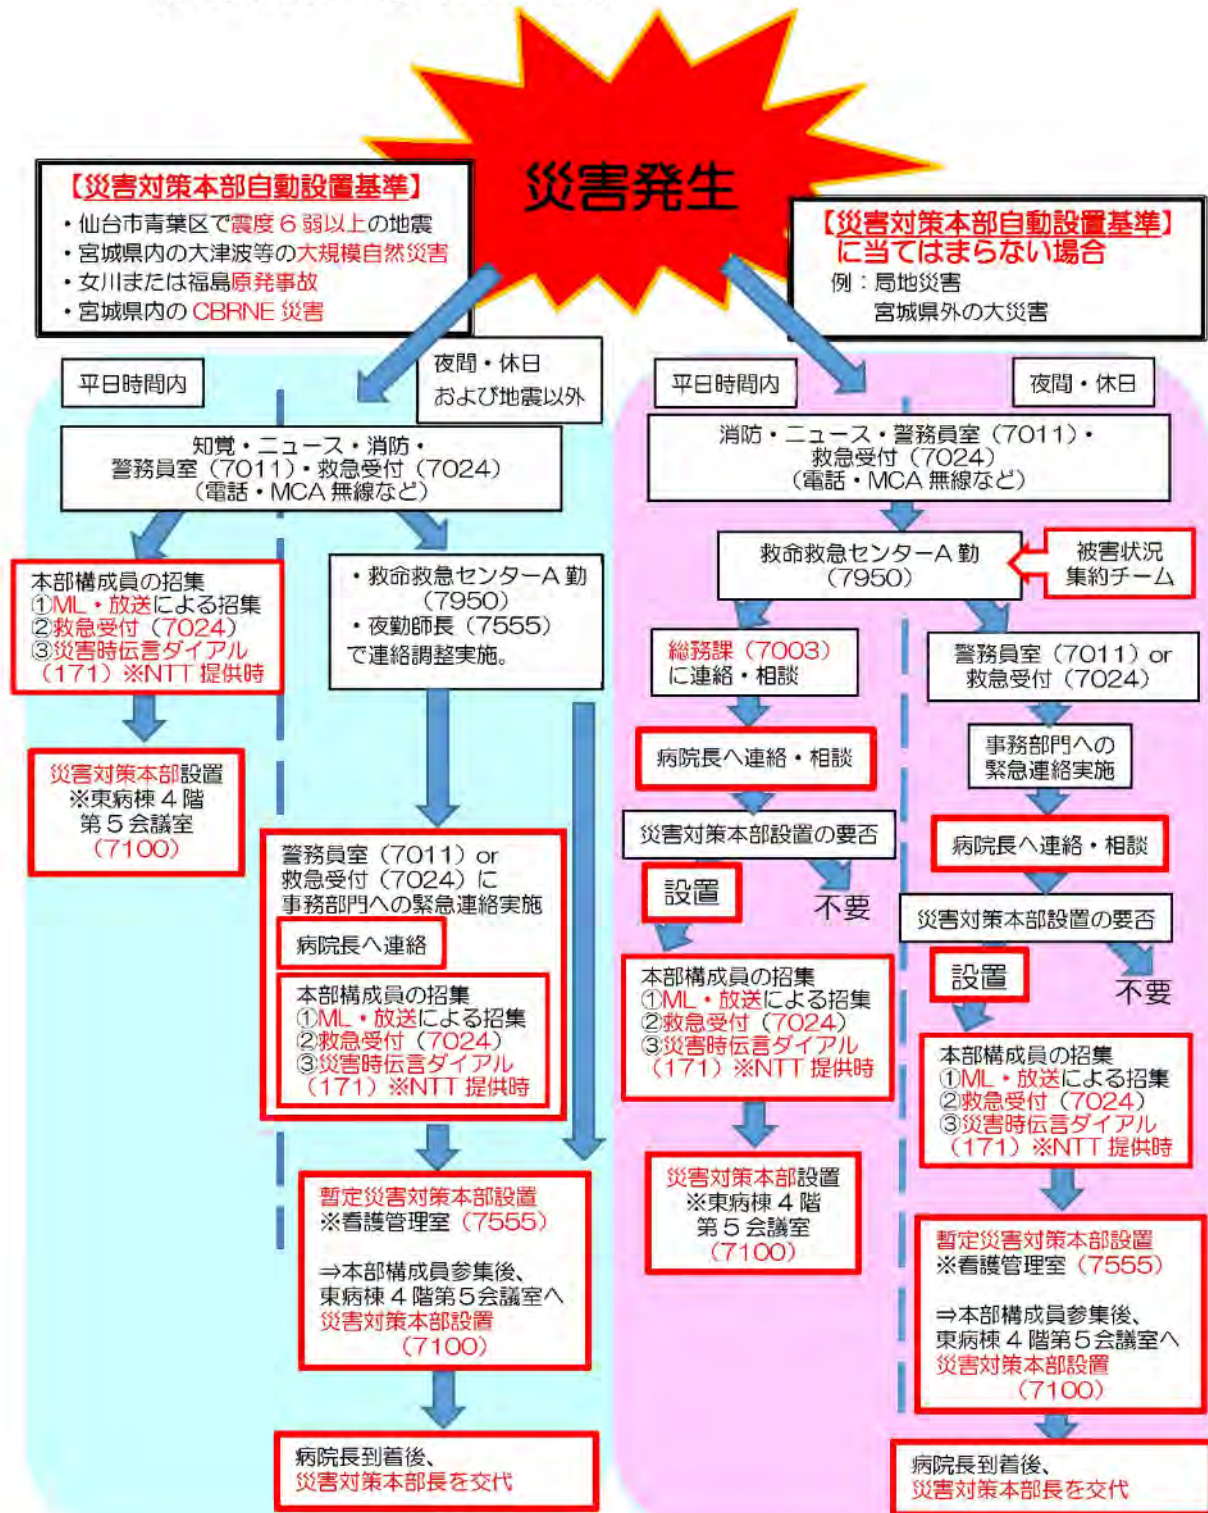 災害発生
【災害対策本部自動設置基準】
・仙台市青葉区で震度6弱以上の地震
・宮城県内の大津波等の大規模自然災害
・女川または福島原発事故
・宮城県内のCBRNE災害
【災害対策本部自動設置基準】
に当てはまらない場合
例：局地災害
宮城県外の大災害
平日時間内
夜間・休日
および地震以外
知覚・ニュース・消防・
警務員室（7011）・救急受付（7024）
（電話・MCA無線など）
本部構成員の招集
①ML・放送による招集
②救急受付（7024）
③災害時伝言ダイアル
（171）※NTT提供時
災害対策本部設置
※東病棟4階
第5会議室
（7100）
・救命救急センターA勤
（7950）
・夜勤師長（7555）
で連絡調整実施。
警務員室（7011）or
救急受付（7024）に
事務部門への緊急連絡実施
病院長へ連絡
本部構成員の招集
①ML・放送による招集
②救急受付（7024）
③災害時伝言ダイアル
（171）※NTT提供時
暫定災害対策本部設置
※看護管理室（7555）
⇒本部構成員参集後、
東病棟4階第5会議室へ
災害対策本部設置
（7100）
病院長到着後、
災害対策本部長を交代
平日時間内
夜間・休日
消防・ニュース・警務員室（7011）・
救急受付（7024）
（電話・MCA無線など）
救命救急センターA勤
（7950）
被害状況
集約チーム
総務課（7003）
に連絡・相談
病院長へ連絡・相談
災害対策本部設置の要否
設置
不要
本部構成員の招集
①ML・放送による招集
②救急受付（7024）
③災害時伝言ダイアル
（171）※NTT提供時
災害対策本部設置
※東病棟4階
第5会議室
（7100）
警務員室（7011）or
救急受付（7024）
事務部門への
緊急連絡実施
病院長へ連絡・相談
災害対策本部設置の要否
設置
不要
本部構成員の招集
①ML・放送による招集
②救急受付（7024）
③災害時伝言ダイアル
（171）※NTT提供時
暫定災害対策本部設置
※看護管理室（7555）
⇒本部構成員参集後、
東病棟4階第5会議室へ
災害対策本部設置
（7100）
病院長到着後、
災害対策本部長を交代